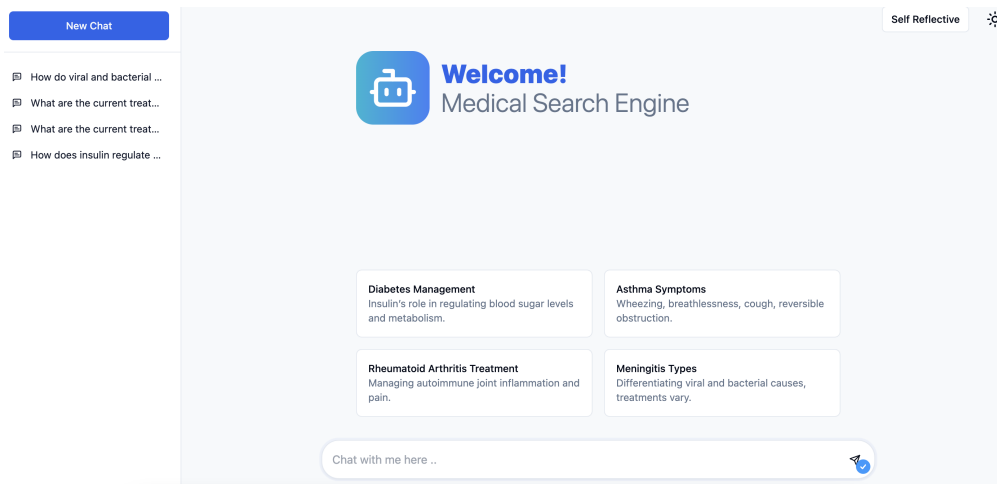 New Chat
How do viral and bacterial ...
What are the current treat...
What are the current treat...
How does insulin regulate ...
Self Reflective
Welcome!
Medical Search Engine
Diabetes Management
Insulin's role in regulating blood sugar levels
and metabolism.
Asthma Symptoms
Wheezing, breathlessness, cough, reversible
obstruction.
Rheumatoid Arthritis Treatment
Managing autoimmune joint inflammation and
pain.
Meningitis Types
Differentiating viral and bacterial causes,
treatments vary.
Chat with me here ..